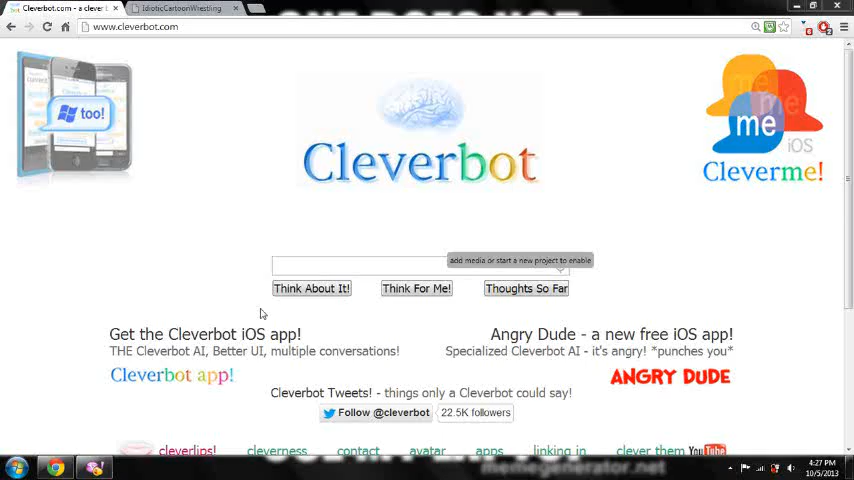 Cleverbot.com - a clever b
IdioticCartoonWrestling
www.cleverbot.com
too!
Cleverbot
me
me
me
iOS
Cleverme!
add media or start a new project to enable
Think About It!
Think For Me!
Thoughts So Far
Get the Cleverbot iOS app!
Angry Dude - a new free iOS app!
THE Cleverbot AI, Better UI, multiple conversations!
Specialized Cleverbot AI - it's angry! *punches you*
Cleverbot app!
ANGRY DUDE
Cleverbot Tweets! - things only a Cleverbot could say!
Follow @cleverbot
22.5K followers
cleverlips! cleverness contact avatar apps linking in clever them YouTube
memegenerator.net
4:27 PM
10/5/2013